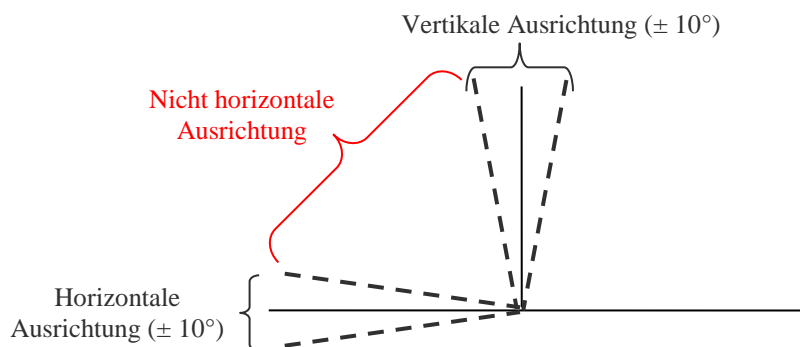 Vertikale Ausrichtung (± 10°)
Nicht horizontale
Ausrichtung
Horizontale
Ausrichtung (± 10°)